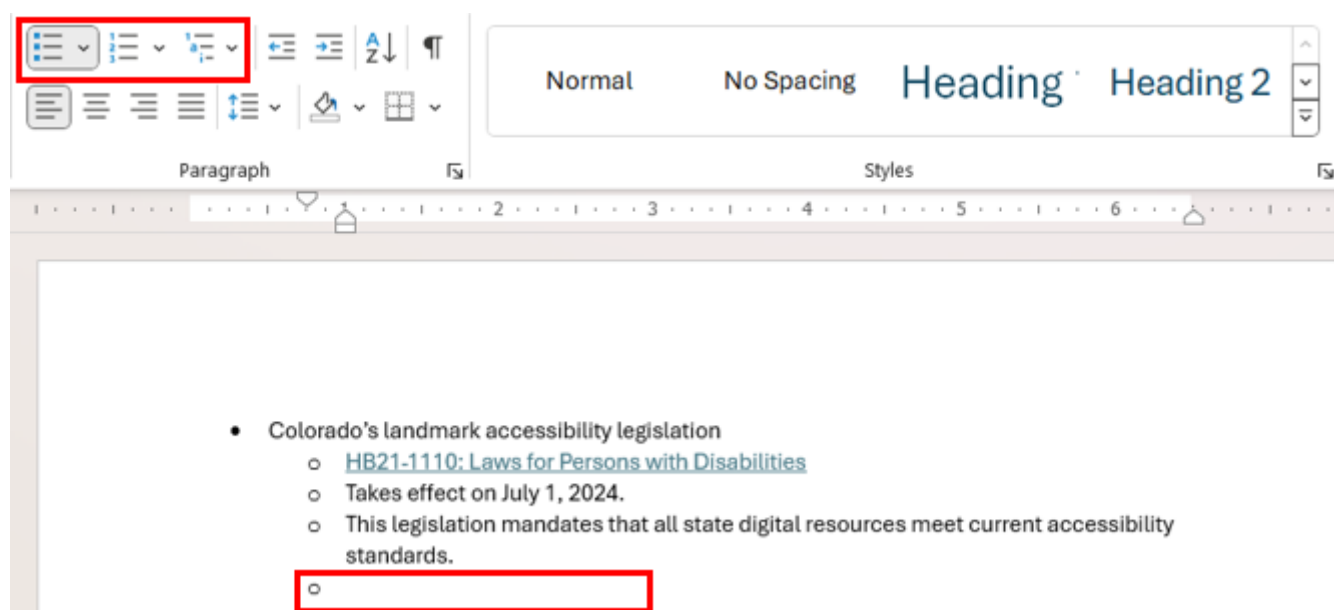 Normal No Spacing Heading Heading 2
Paragraph Styles
1 2 3 4 5 6
• Colorado's landmark accessibility legislation
o HB21-1110: Laws for Persons with Disabilities
o Takes effect on July 1, 2024.
o This legislation mandates that all state digital resources meet current accessibility
standards.
o